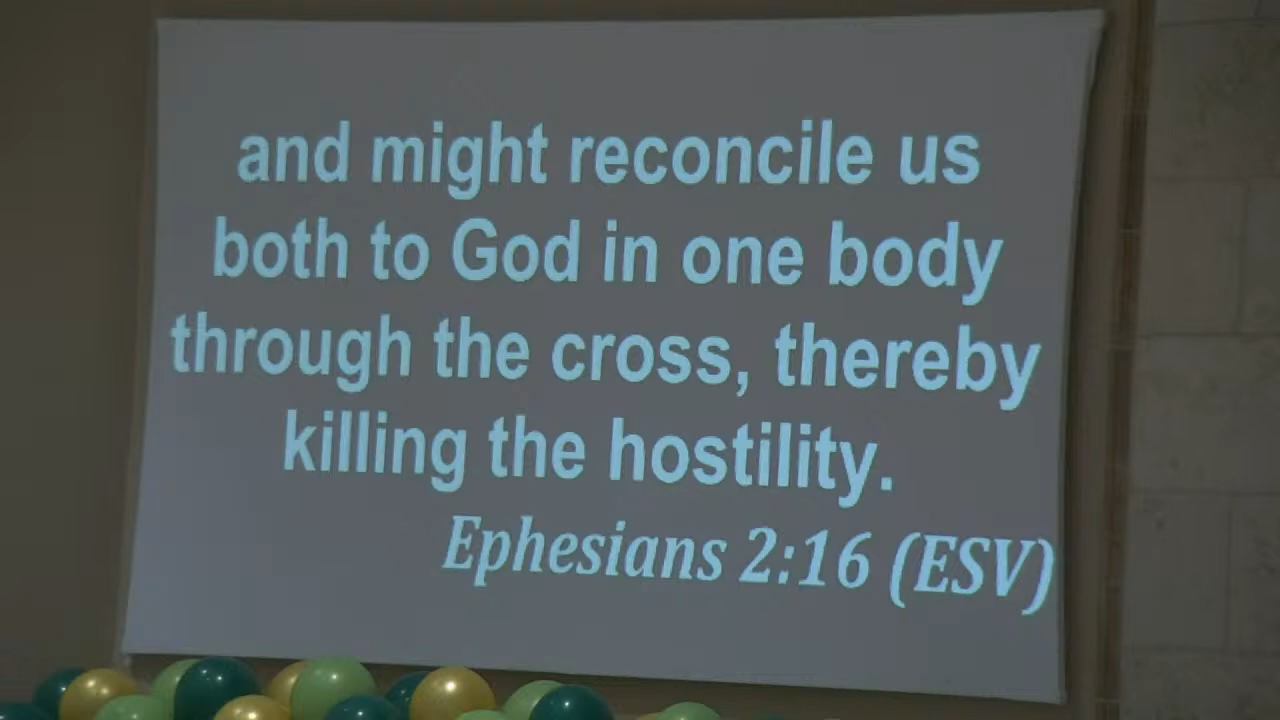 and might reconcile us
both to God in one body
through the cross, thereby
killing the hostility.
Ephesians 2:16 (ESV)